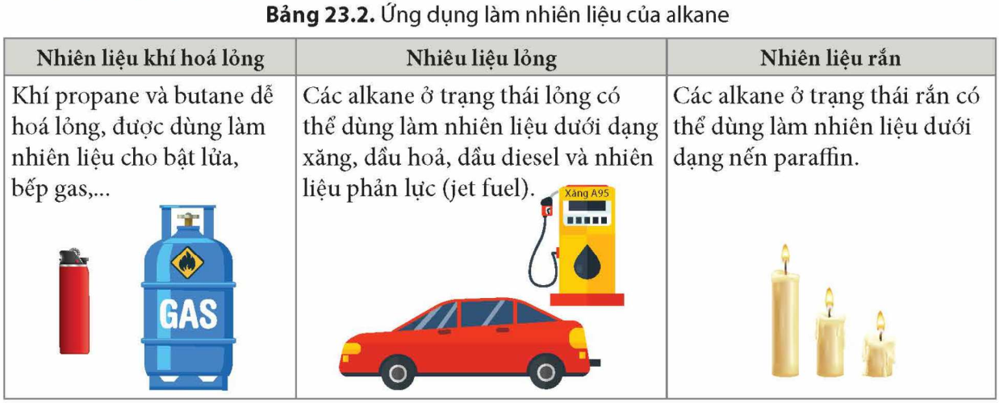 Bảng 23.2. Ứng dụng làm nhiên liệu của alkane
Nhiên liệu khí hoá lỏng
Khí propane và butane dễ
hoá lỏng, được dùng làm
nhiên liệu cho bật lửa,
bếp gas,...
GAS
Nhiêu liệu lỏng
Các alkane ở trạng thái lỏng có
thể dùng làm nhiên liệu dưới dạng
xăng, dầu hoả, dầu diesel và nhiên
liệu phản lực (jet fuel).
Xăng A95
Nhiên liệu rắn
Các alkane ở trạng thái rắn có
thể dùng làm nhiên liệu dưới
dạng nến paraffin.